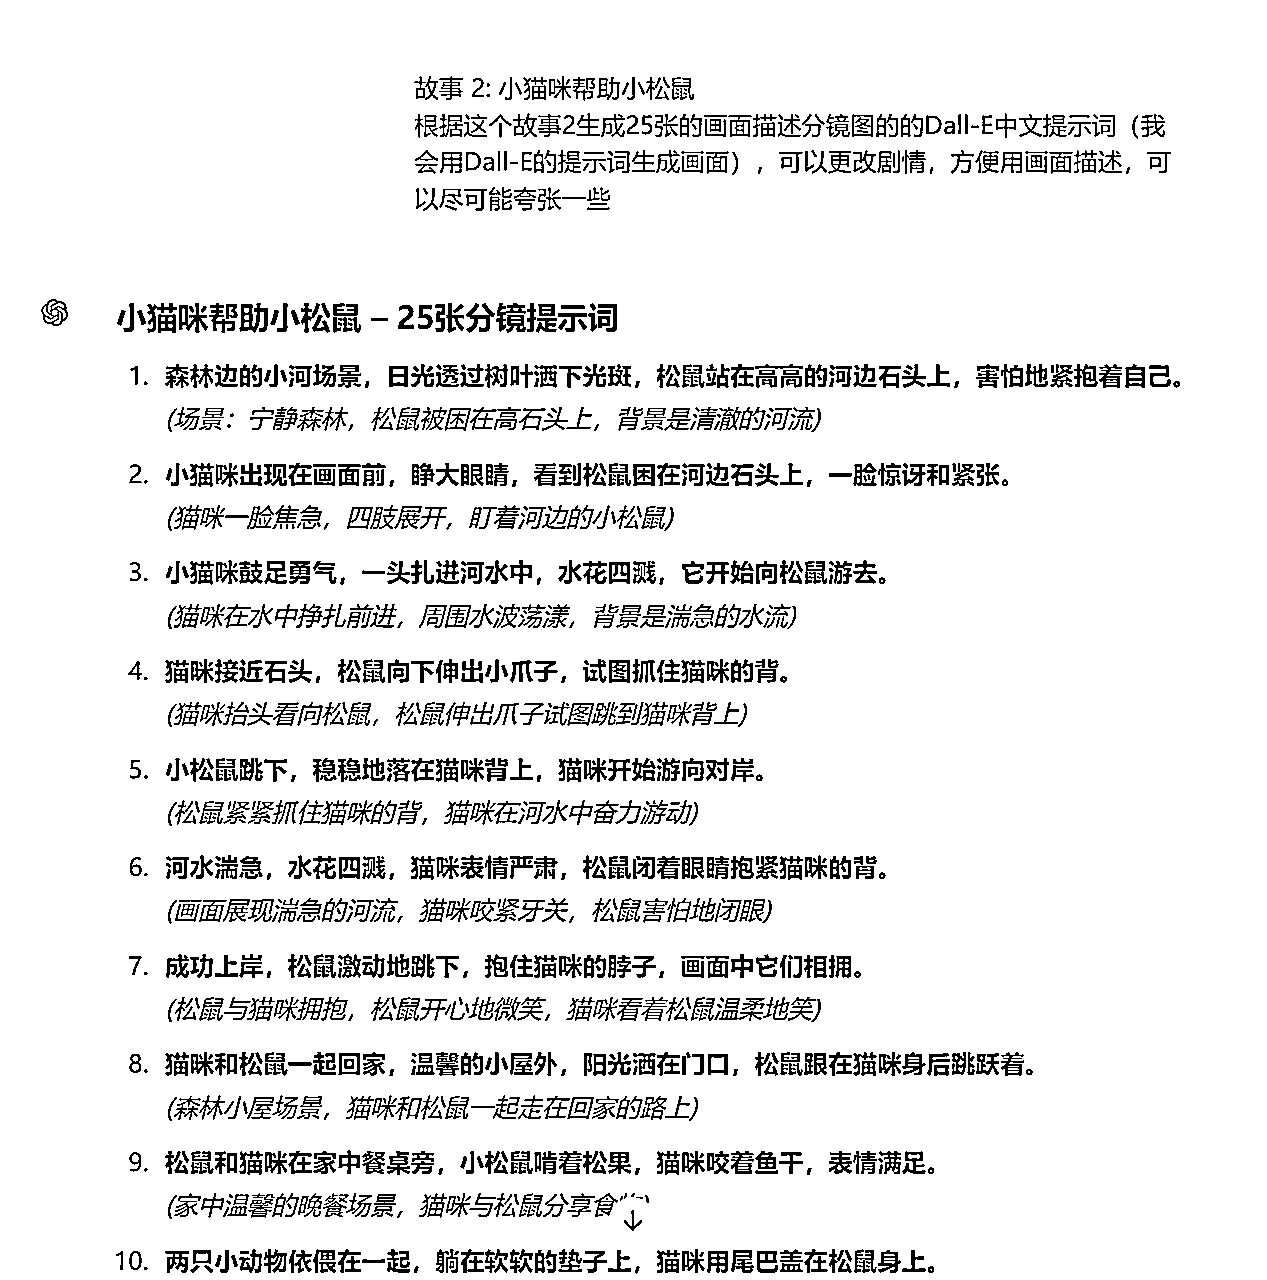 故事 2: 小猫咪帮助小松鼠
根据这个故事2生成25张的画面描述分镜图的的Dall-E中文提示词（我
会用Dall-E的提示词生成画面），可以更改剧情，方便用画面描述，可
以尽可能夸张一些
小猫咪帮助小松鼠 – 25张分镜提示词
1. 森林边的小河场景，日光透过树叶洒下光斑，松鼠站在高高的河边石头上，害怕地紧抱着自己。
(场景：宁静森林，松鼠被困在高石头上，背景是清澈的河流)
2. 小猫咪出现在画面前，睁大眼睛，看到松鼠困在河边石头上，一脸惊讶和紧张。
(猫咪一脸焦急，四肢展开，盯着河边的小松鼠)
3. 小猫咪鼓足勇气，一头扎进河水中，水花四溅，它开始向松鼠游去。
(猫咪在水中挣扎前进，周围水波荡漾，背景是湍急的水流)
4. 猫咪接近石头，松鼠向下伸出小爪子，试图抓住猫咪的背。
(猫咪抬头看向松鼠，松鼠伸出爪子试图跳到猫咪背上)
5. 小松鼠跳下，稳稳地落在猫咪背上，猫咪开始游向对岸。
(松鼠紧紧抓住猫咪的背，猫咪在河水中奋力游动)
6. 河水湍急，水花四溅，猫咪表情严肃，松鼠闭着眼睛抱紧猫咪的背。
(画面展现湍急的河流，猫咪咬紧牙关，松鼠害怕地闭眼)
7. 成功上岸，松鼠激动地跳下，抱住猫咪的脖子，画面中它们相拥。
(松鼠与猫咪拥抱，松鼠开心地微笑，猫咪看着松鼠温柔地笑)
8. 猫咪和松鼠一起回家，温馨的小屋外，阳光洒在门口，松鼠跟在猫咪身后跳跃着。
(森林小屋场景，猫咪和松鼠一起走在回家的路上)
9. 松鼠和猫咪在家中餐桌旁，小松鼠啃着松果，猫咪咬着鱼干，表情满足。
(家中温馨的晚餐场景，猫咪与松鼠分享食
10. 两只小动物依偎在一起，躺在软软的垫子上，猫咪用尾巴盖在松鼠身上。